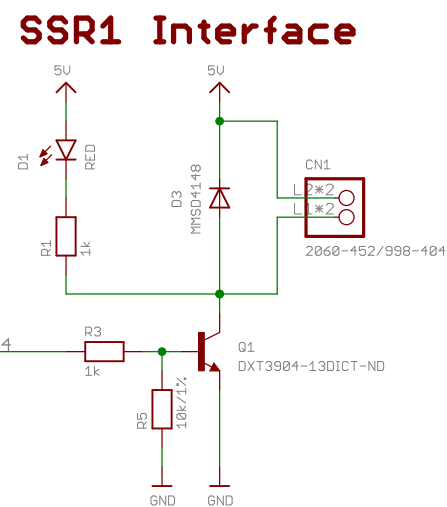 SSR1 Interface
5V
5V
D1
RED
D3
MMSD4148
CN1
L2*2
L1*2
2060-452/998-404
R1
1k
4
R3
1k
Q1
DXT3904-13DICT-ND
R5
10k/1%
GND
GND